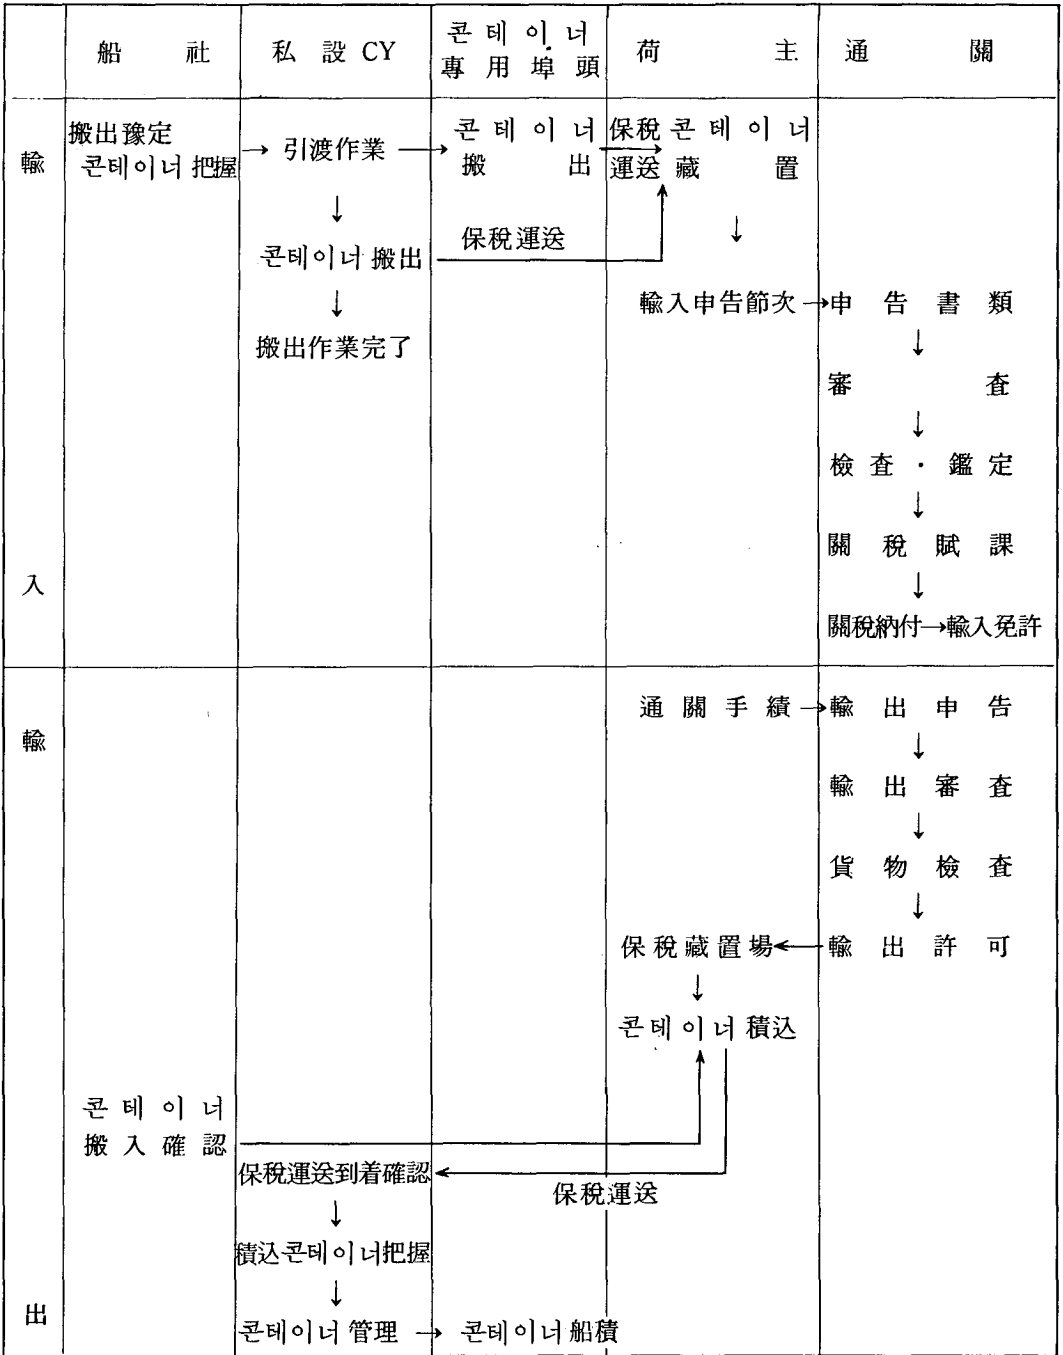 船 社
私 設 CY
콘 테 이 너
專 用 埠 頭
荷 主
通 關
輸 入
搬出豫定
콘테이너 把握
→ 引渡作業 →
콘 테 이 너
搬 出
保稅
運送
콘 테 이 너
藏 置
↓
콘테이너 搬出
保稅運送
↓
↓
搬出作業完了
輸入申告節次 →
申 告 書 類
↓
審 査
↓
檢 査 · 鑑 定
↓
關 稅 賦 課
↓
關稅納付→輸入免許
輸 出
通 關 手 續 →
輸 出 申 告
↓
輸 出 審 査
↓
貨 物 檢 査
↓
輸 出 許 可
保 稅 藏 置 場 ←
↓
콘 테 이 너 積込
콘 테 이 너
搬 入 確 認
保稅運送到着確認 ←
保稅運送
↓
積込콘테이너把握
↓
콘테이너 管理 → 콘테이너 船積